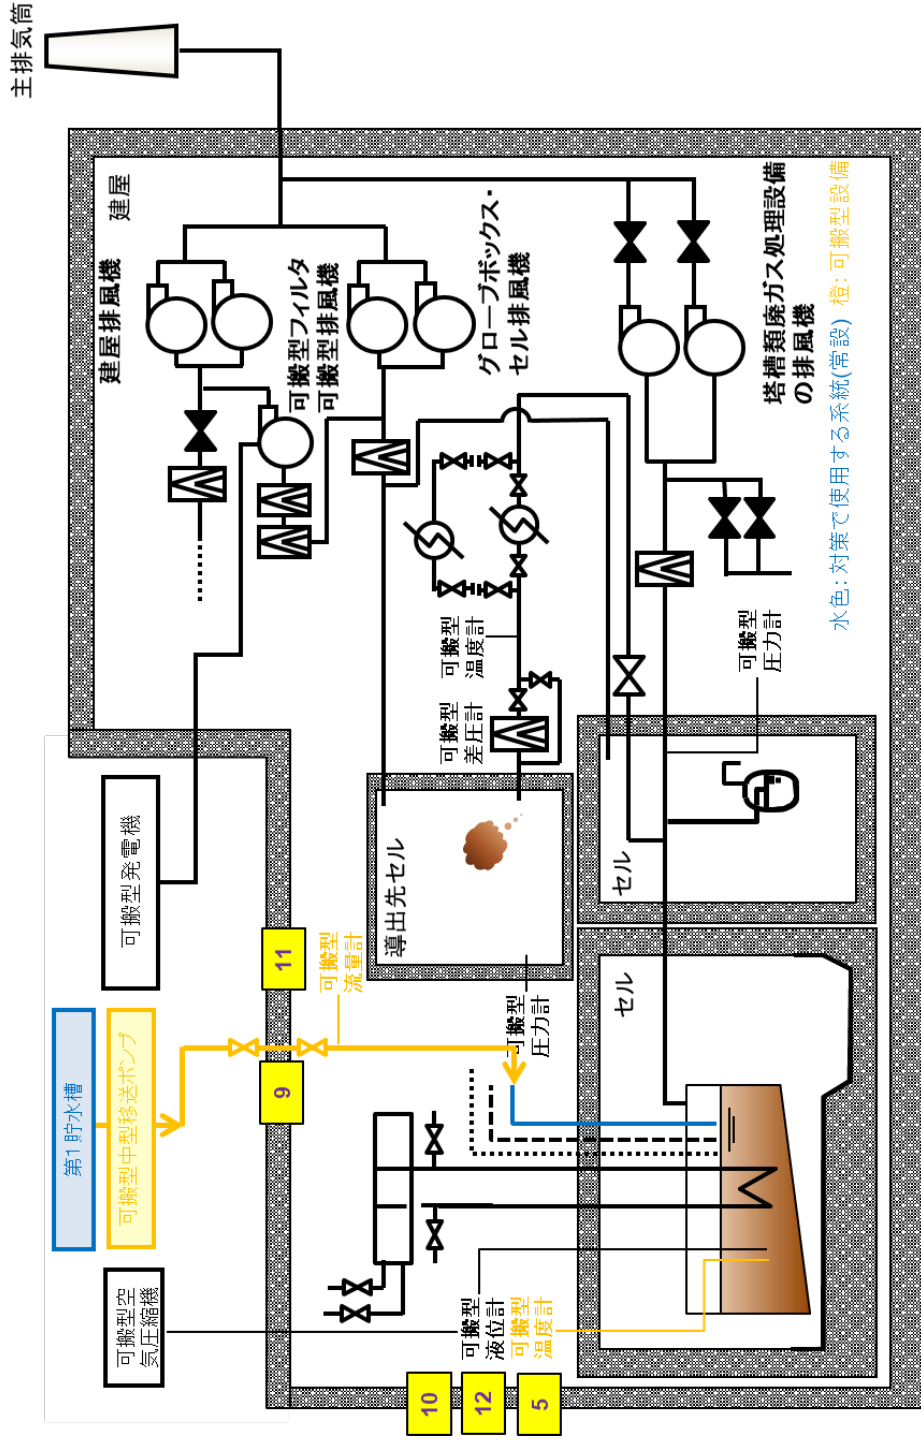 主排気筒
建屋
建屋排風機
可搬型フィルタ
可搬型排風機
グローブボックス・
セル排風機
塔槽類廃ガス処理設備
の排風機
水色：対策で使用する系統(常設) 橙：可搬型設備
可搬型発電機
可搬型
温度計
可搬型
差圧計
可搬型
圧力計
導出先セル
セル
第1貯水槽
可搬型中型移送ポンプ
11
9
可搬型
流量計
可搬型
圧力計
セル
可搬型空
気圧縮機
可搬型
液位計
可搬型
温度計
10
12
5